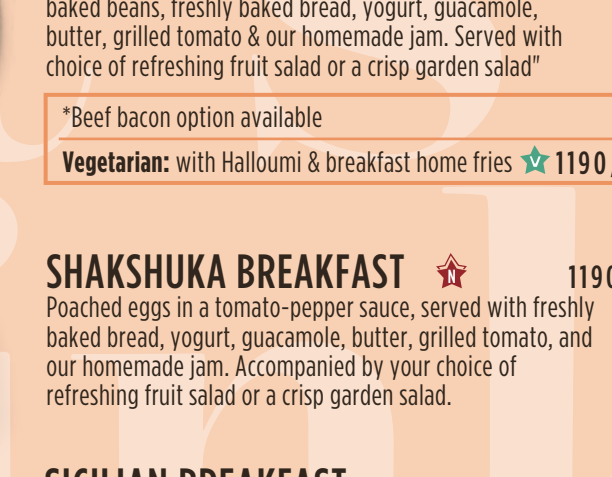 baked beans, freshly baked bread, yogurt, guacamole,
butter, grilled tomato & our homemade jam. Served with
choice of refreshing fruit salad or a crisp garden salad"
*Beef bacon option available
Vegetarian: with Halloumi & breakfast home fries V 1190
SHAKSHUKA BREAKFAST N 1190
Poached eggs in a tomato-pepper sauce, served with freshly
baked bread, yogurt, guacamole, butter, grilled tomato, and
our homemade jam. Accompanied by your choice of
refreshing fruit salad or a crisp garden salad.
SICILIAN BREAKFAST